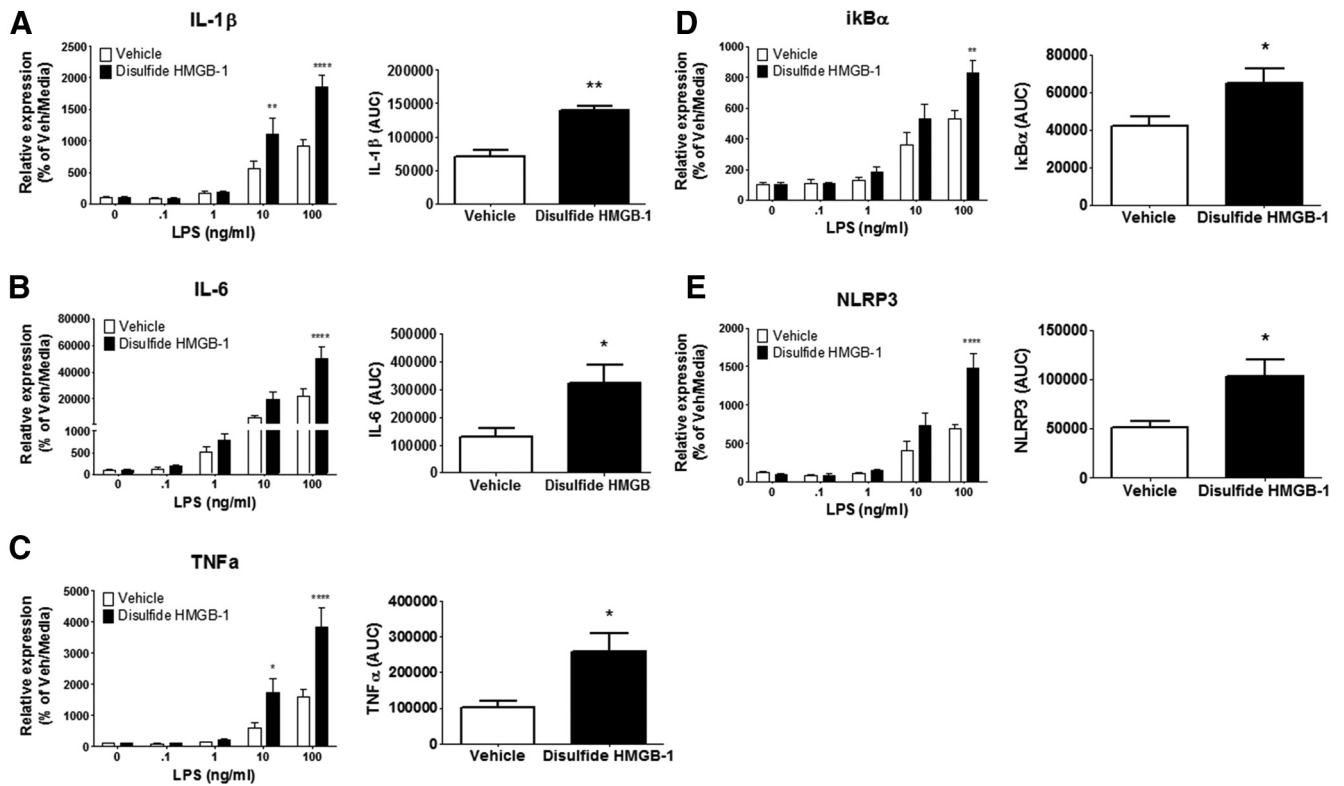 A
IL-1β
Relative expression
(% of Veh/Media)
2500
2000
1500
1000
500
0
Vehicle
Disulfide HMGB-1
**
****
0 .1 1 10 100
LPS (ng/ml)
IL-1β (AUC)
200000
150000
100000
50000
0
**
Vehicle Disulfide HMGB-1
B
IL-6
Relative expression
(% of Veh/Media)
80000
60000
40000
20000
1000
500
0
Vehicle
Disulfide HMGB-1
****
0 .1 1 10 100
LPS (ng/ml)
IL-6 (AUC)
500000
400000
300000
200000
100000
0
*
Vehicle Disulfide HMGB
C
TNFa
Relative expression
(% of Veh/Media)
5000
4000
3000
2000
1000
0
Vehicle
Disulfide HMGB-1
*
****
0 .1 1 10 100
LPS (ng/ml)
TNFα (AUC)
400000
300000
200000
100000
0
*
Vehicle Disulfide HMGB-1
D
ikBα
Relative expression
(% of Veh/Media)
1000
800
600
400
200
0
Vehicle
Disulfide HMGB-1
**
0 .1 1 10 100
LPS (ng/ml)
IκBα (AUC)
80000
60000
40000
20000
0
*
Vehicle Disulfide HMGB-1
E
NLRP3
Relative expression
(% of Veh/Media)
2000
1500
1000
500
0
Vehicle
Disulfide HMGB-1
****
0 .1 1 10 100
LPS (ng/ml)
NLRP3 (AUC)
150000
100000
50000
0
*
Vehicle Disulfide HMGB-1